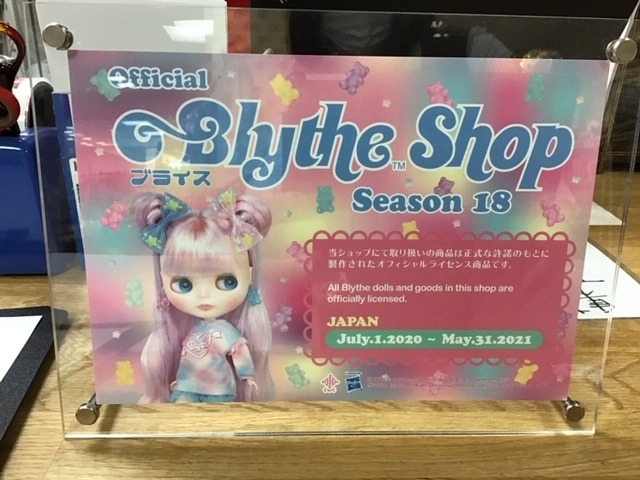 Official
Blythe Shop
TM
ブライス
Season 18
当ショップにて取り扱いの商品は正式な許諾のもとに
製作されたオフィシャルライセンス商品です。
All Blythe dolls and goods in this shop are
officially licensed.
JAPAN
July.1.2020 ~ May.31.2021